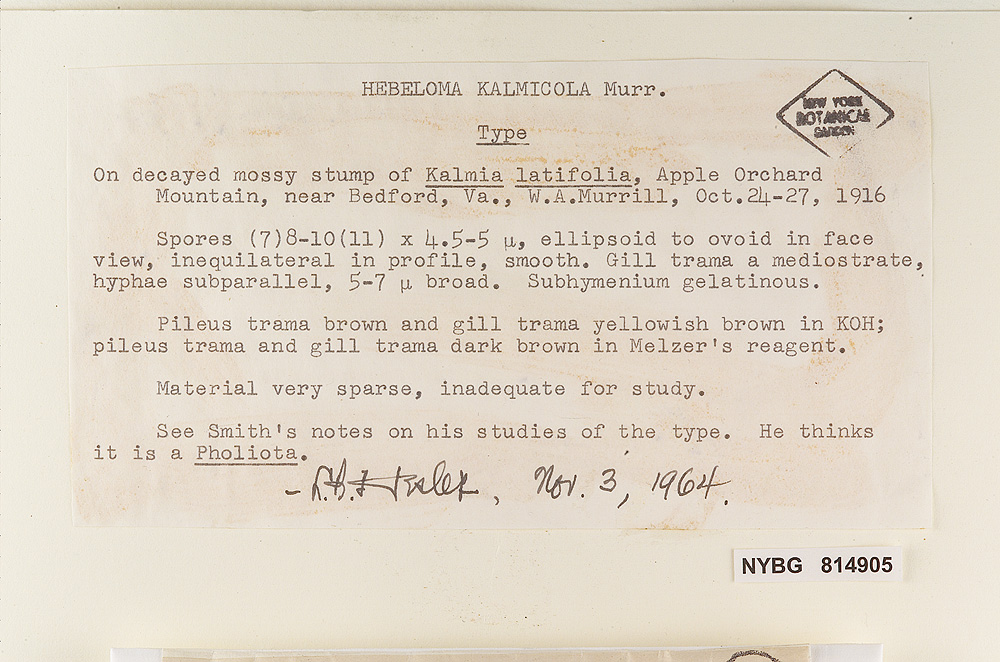 HEBELOMA KALMICOLA Murr.
NEW YORK
BOTANICAL
GARDEN
Type
On decayed mossy stump of Kalmia latifolia, Apple Orchard
Mountain, near Bedford, Va., W.A.Murrill, Oct.24-27, 1916
Spores (7)8-10(11) x 4.5-5 µ, ellipsoid to ovoid in face
view, inequilateral in profile, smooth. Gill trama a mediostrate,
hyphae subparallel, 5-7 µ broad. Subhymenium gelatinous.
Pileus trama brown and gill trama yellowish brown in KOH;
pileus trama and gill trama dark brown in Melzer's reagent.
Material very sparse, inadequate for study.
See Smith's notes on his studies of the type. He thinks
it is a Pholiota.
- L.R. Hesler, Nov. 3, 1964.
NYBG 814905